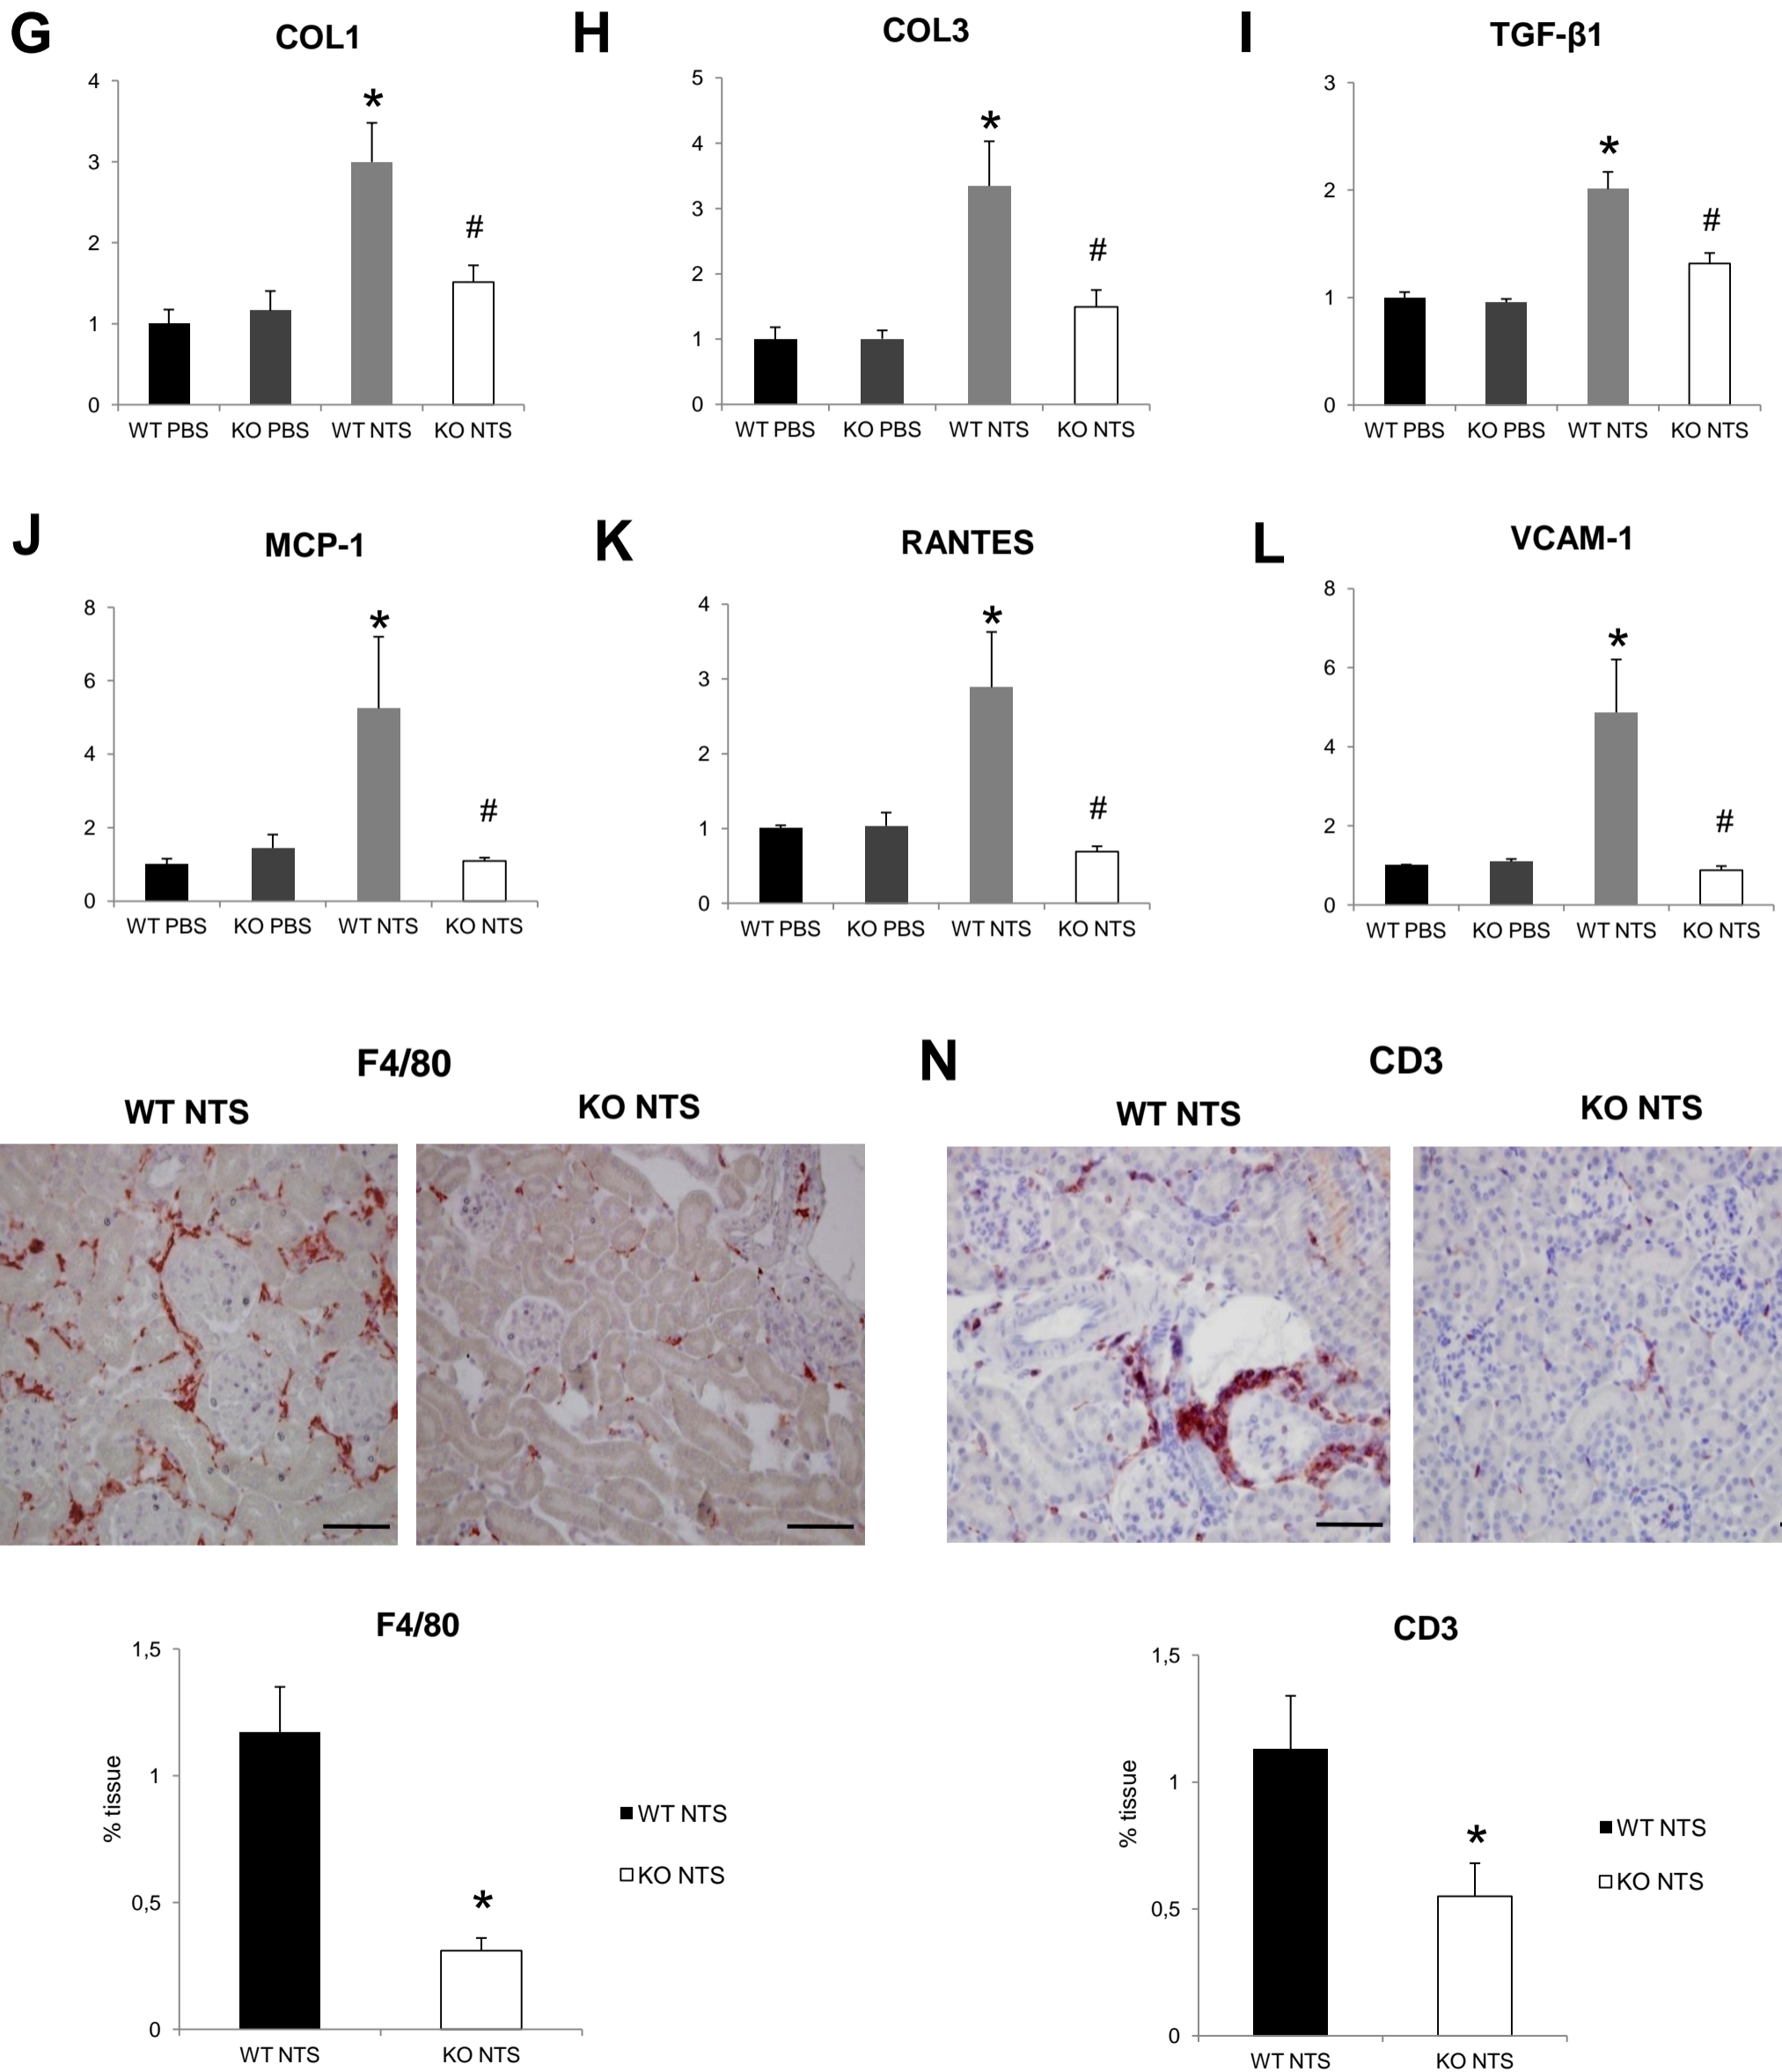 G COL1
4
*
3
#
2
1
0
WT PBS KO PBS WT NTS KO NTS
H COL3
5
*
4
3
#
2
1
0
WT PBS KO PBS WT NTS KO NTS
I TGF-β1
3
*
2
#
1
0
WT PBS KO PBS WT NTS KO NTS
J MCP-1
8
*
6
4
#
2
0
WT PBS KO PBS WT NTS KO NTS
K RANTES
4
*
3
2
#
1
0
WT PBS KO PBS WT NTS KO NTS
L VCAM-1
8
*
6
4
#
2
0
WT PBS KO PBS WT NTS KO NTS
F4/80
WT NTS KO NTS
N CD3
WT NTS KO NTS
F4/80
1,5
1
0,5
0
% tissue
*
WT NTS KO NTS
WT NTS
KO NTS
CD3
1,5
1
0,5
0
% tissue
*
WT NTS KO NTS
WT NTS
KO NTS